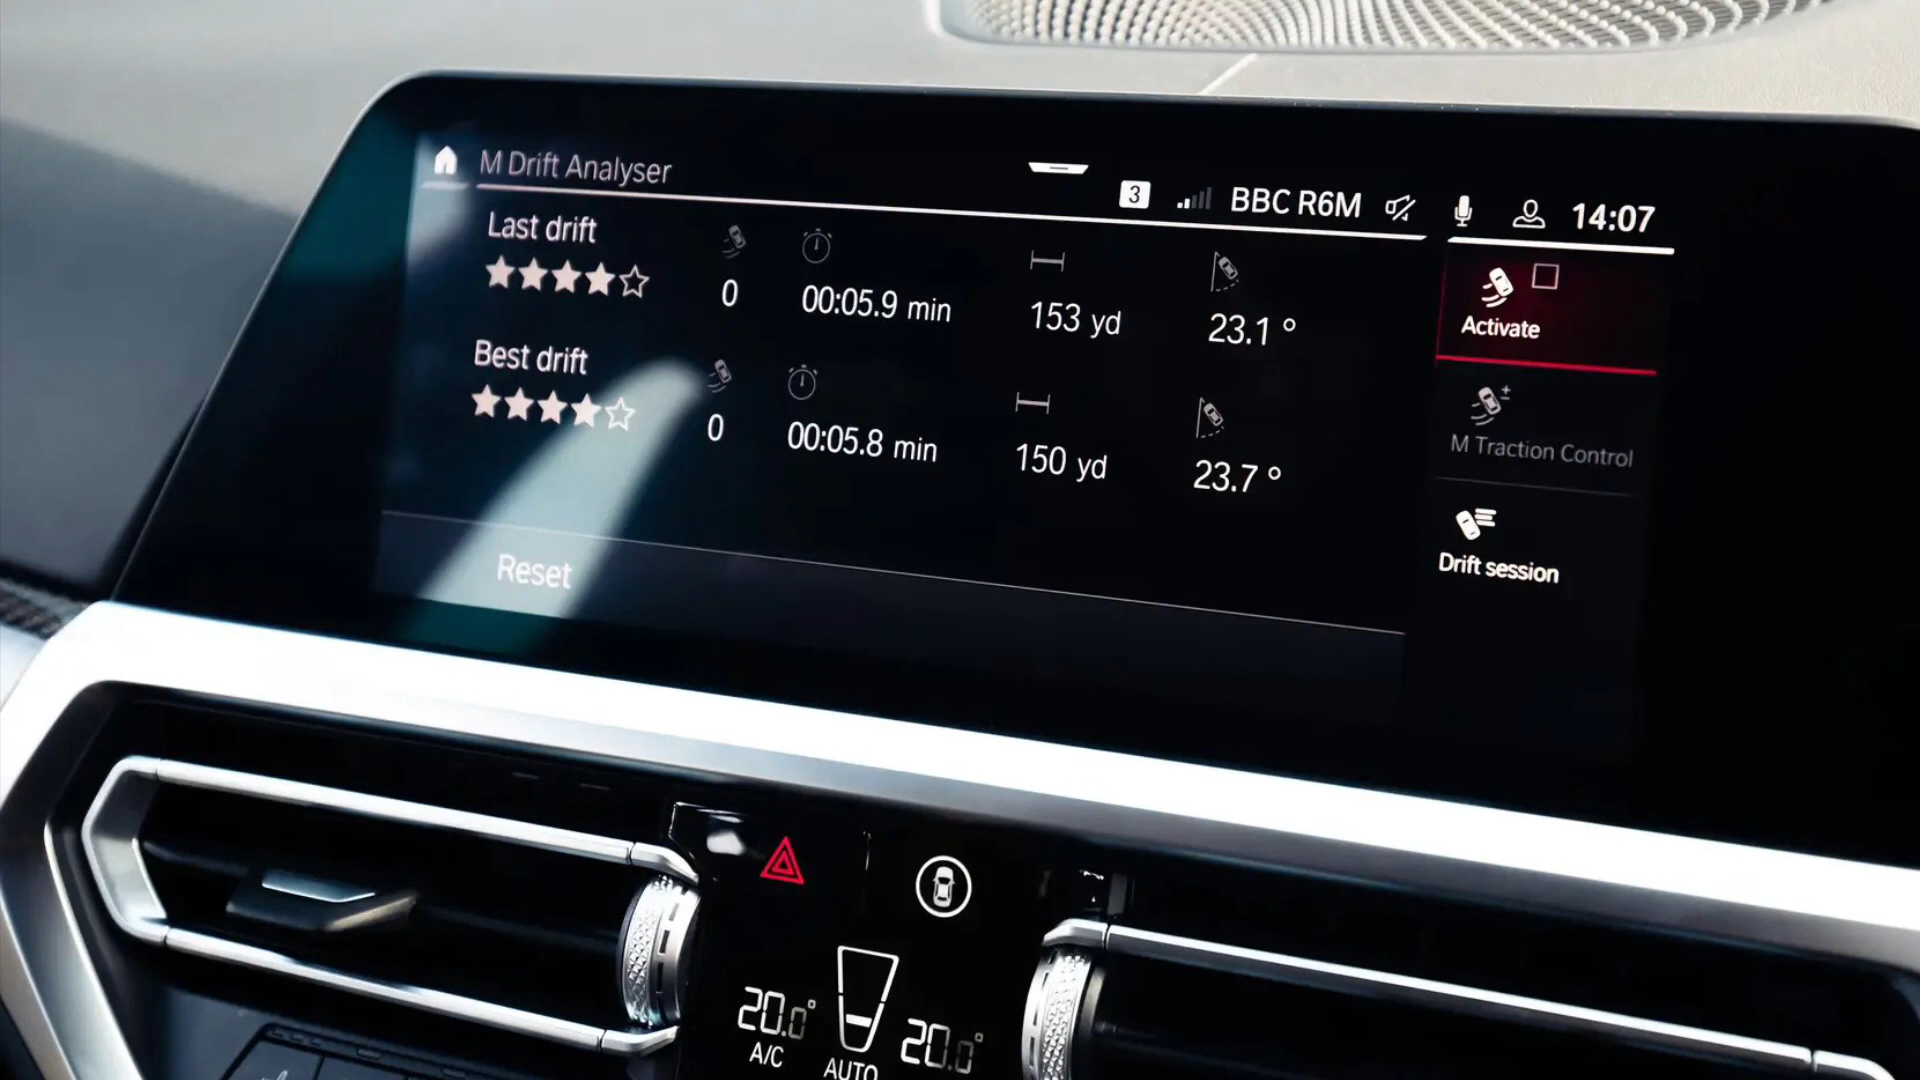 M Drift Analyser
3 BBC R6M 14:07
Last drift
0 00:05.9 min 153 yd 23.1 °
Best drift
0 00:05.8 min 150 yd 23.7 °
Reset
Activate
M Traction Control
Drift session
20.0° 20.0°
A/C AUTO